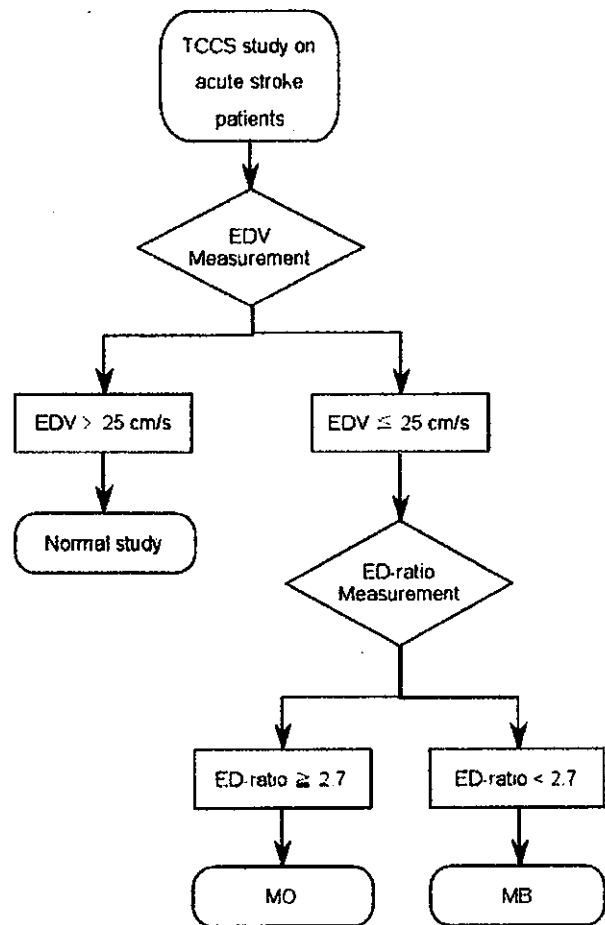 TCCS study on
acute stroke
patients
EDV
Measurement
EDV > 25 cm/s
EDV ≦ 25 cm/s
Normal study
ED-ratio
Measurement
ED-ratio ≧ 2.7
ED-ratio < 2.7
MO
MB